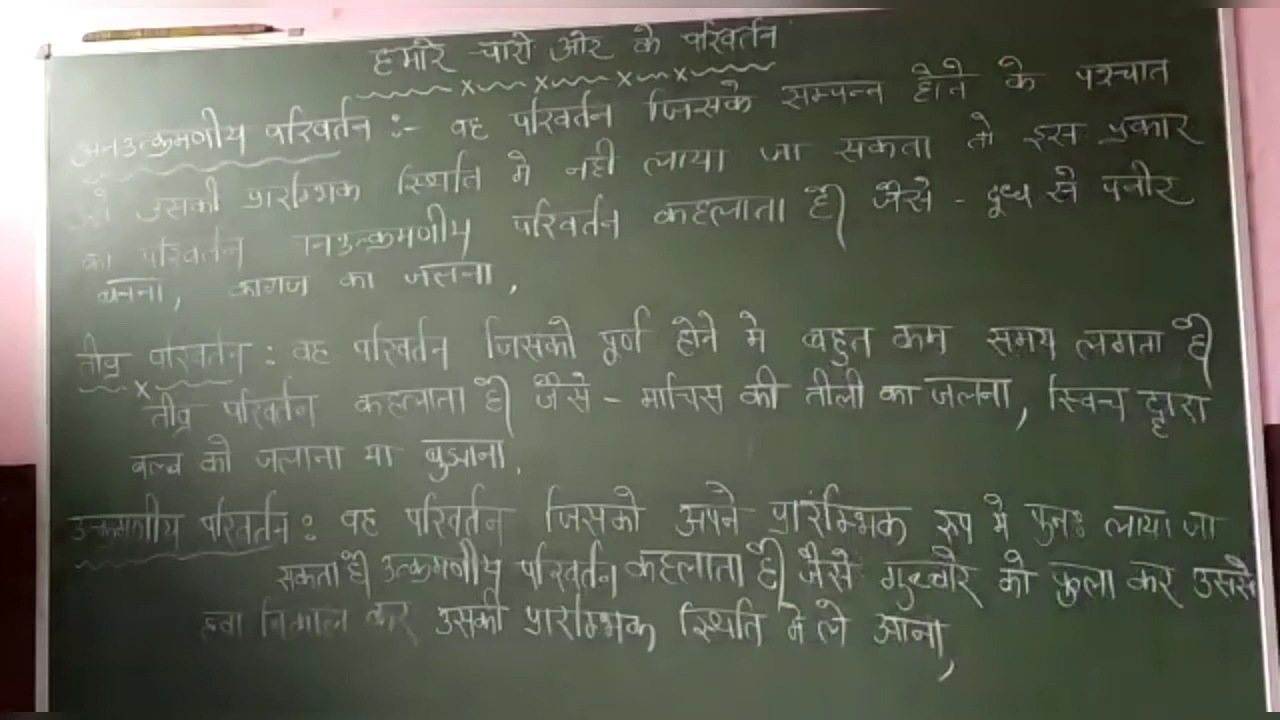 हमारे चारो ओर के परिवर्तन
अनउत्क्रमणीय परिवर्तन :- वह परिवर्तन जिसके सम्पन्न होने के पश्चात
उसकी प्रारम्भिक स्थिति मे नही लाया जा सकता तो इस प्रकार
का परिवर्तन नउत्क्रमणीय परिवर्तन कहलाता है। जैसे - दूध से पनीर
बनना, कागज का जलना,
तीव्र परिवर्तन : वह परिवर्तन जिसको पूर्ण होने मे बहुत कम समय लगता है।
तीव्र परिवर्तन कहलाता है। जैसे - माचिस की तीली का जलना, स्विच द्वारा
बल्ब को जलाना या बुझाना,
उत्क्रमणीय परिवर्तन : वह परिवर्तन जिसको अपने प्रारंम्भिक रुप मे पुनः लाया जा
सकता है। उत्क्रमणीय परिवर्तन कहलाता है। जैसे गुब्बारे को फुला कर उससे
हवा निकाल कर उसकी प्रारम्भिक स्थिति मे ले आना,